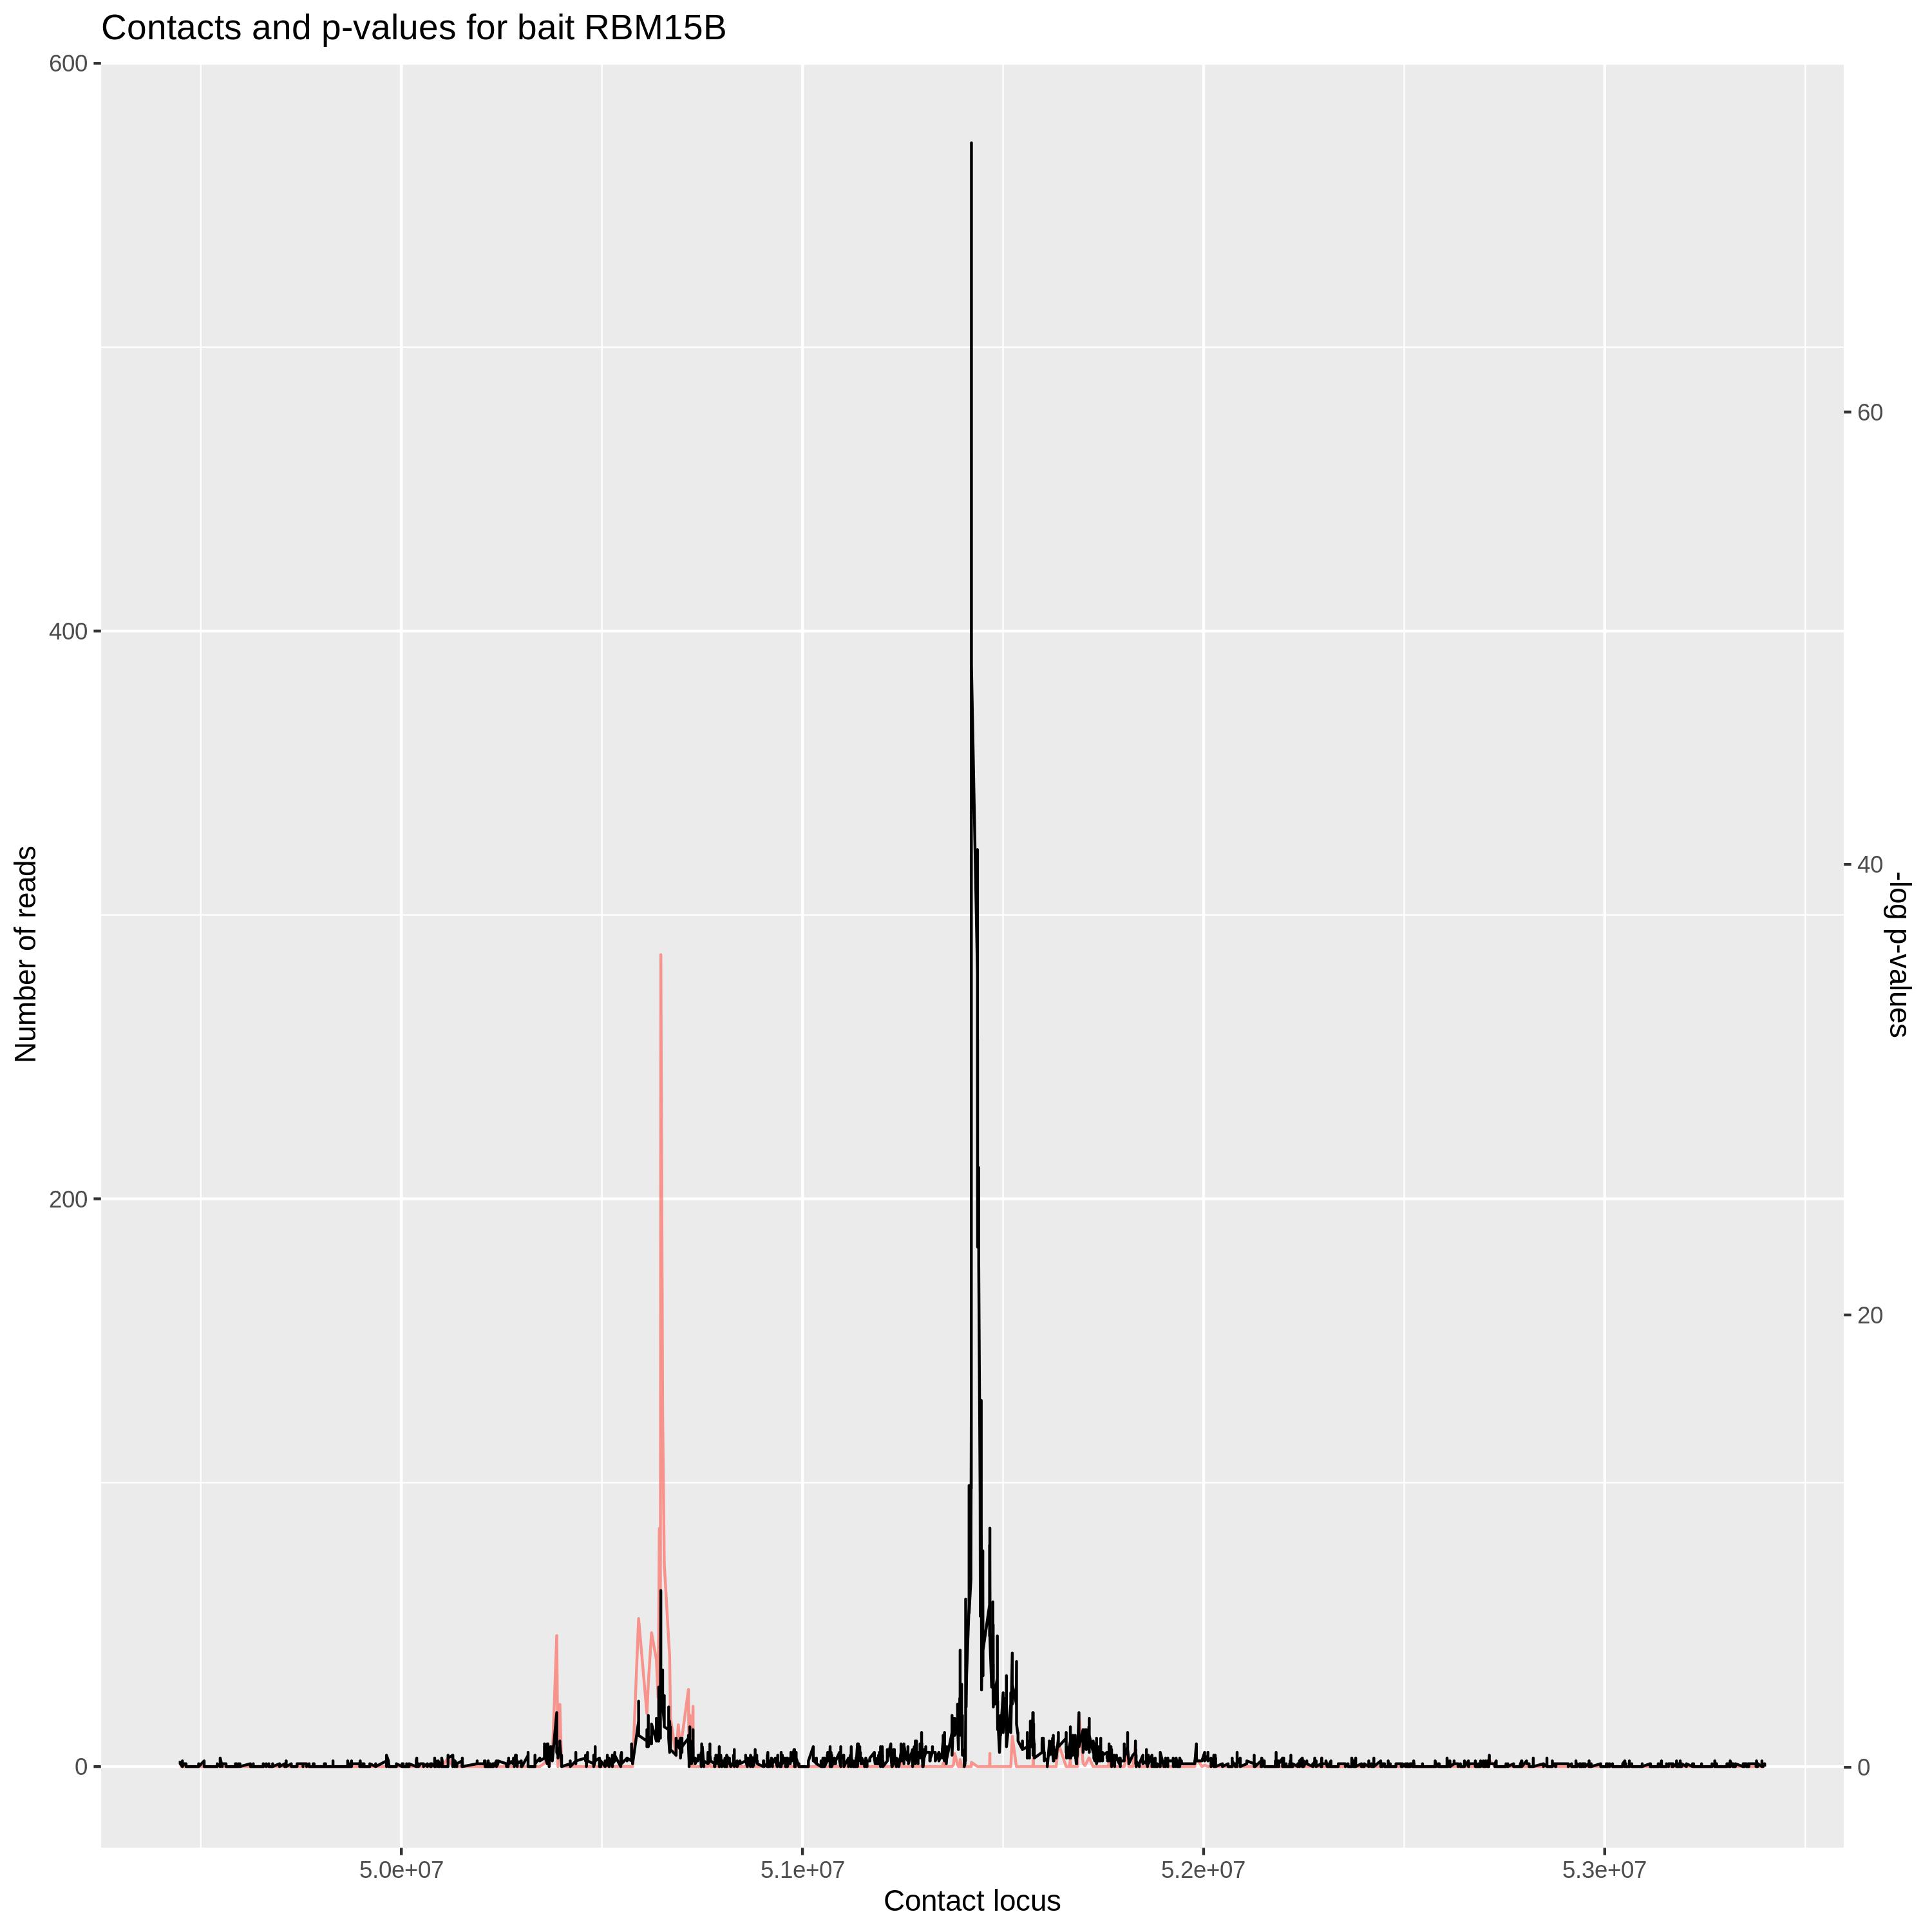 Contacts and p-values for bait RBM15B
600
400
200
0
Number of reads
60
40
20
0
-log p-values
5.0e+07
5.1e+07
5.2e+07
5.3e+07
Contact locus